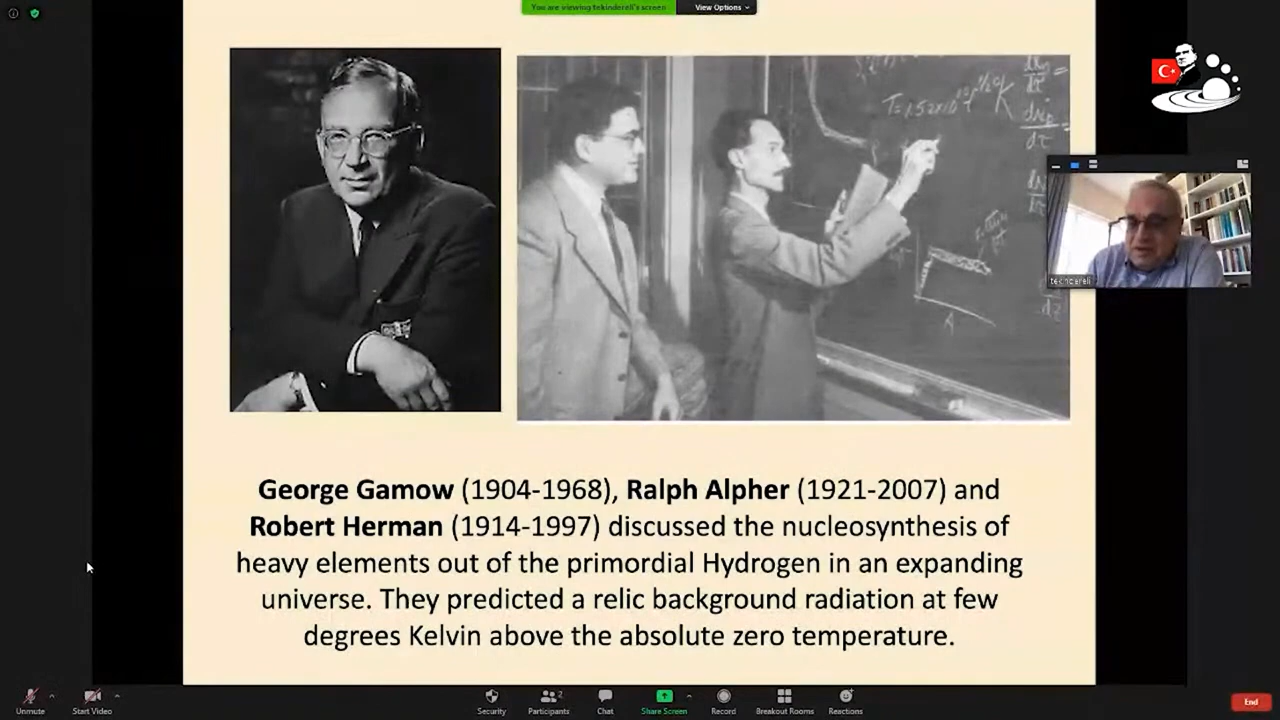 You are viewing tekinderali's screen
View Options
tekinderali
George Gamow (1904-1968), Ralph Alpher (1921-2007) and
Robert Herman (1914-1997) discussed the nucleosynthesis of
heavy elements out of the primordial Hydrogen in an expanding
universe. They predicted a relic background radiation at few
degrees Kelvin above the absolute zero temperature.
Unmute
Start Video
Security
Participants
2
Chat
Share Screen
Record
Breakout Rooms
Reactions
End